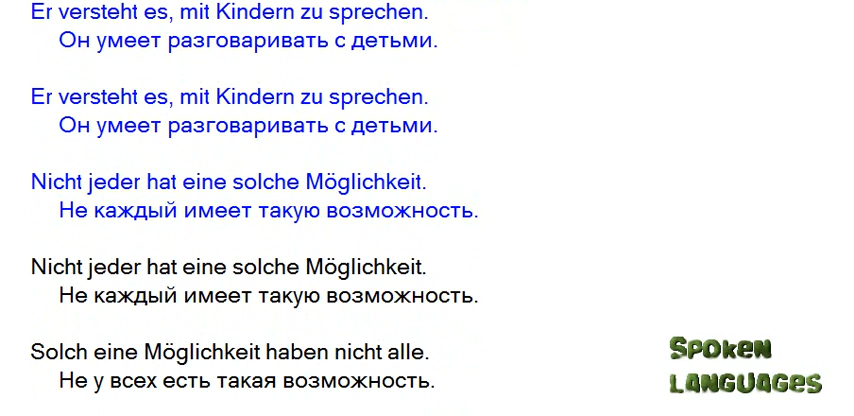 Er versteht es, mit Kindern zu sprechen.
Он умеет разговаривать с детьми.
Er versteht es, mit Kindern zu sprechen.
Он умеет разговаривать с детьми.
Nicht jeder hat eine solche Möglichkeit.
Не каждый имеет такую возможность.
Nicht jeder hat eine solche Möglichkeit.
Не каждый имеет такую возможность.
Solch eine Möglichkeit haben nicht alle.
Не у всех есть такая возможность.
SPOKEN
LANGUAGES